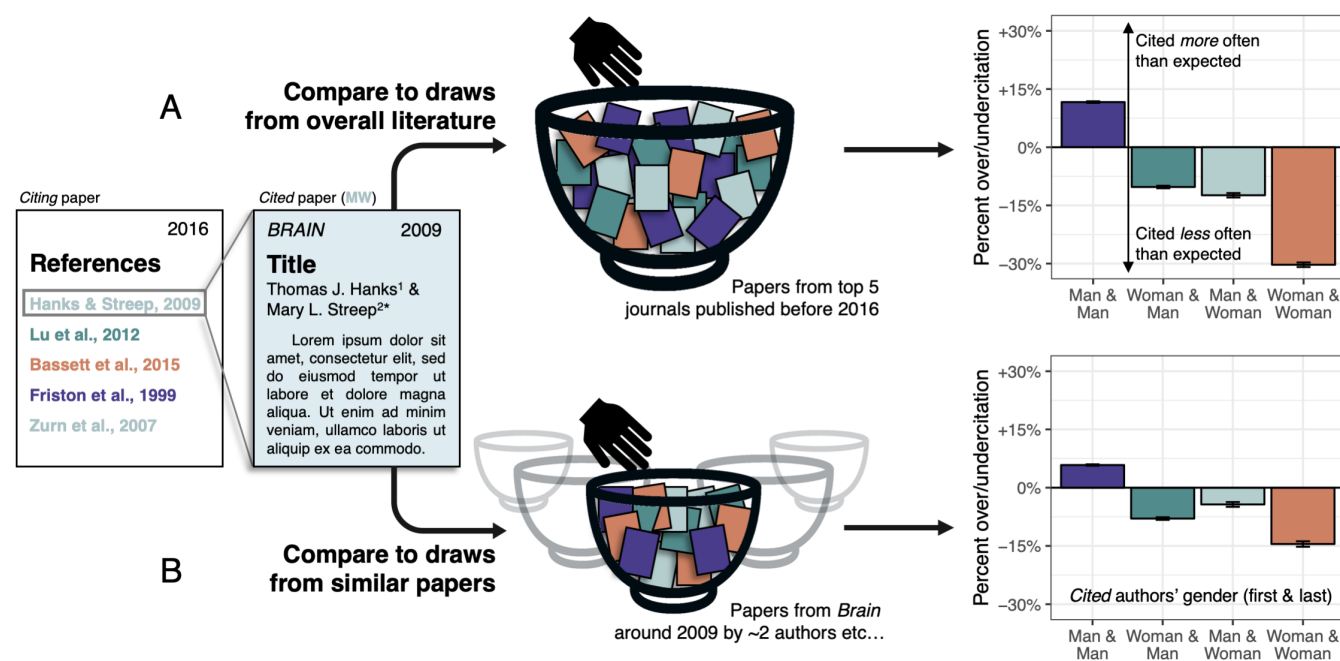 A
Compare to draws
from overall literature
Papers from top 5
journals published before 2016
Citing paper
2016
References
Hanks & Streep, 2009
Lu et al., 2012
Bassett et al., 2015
Friston et al., 1999
Zurn et al., 2007
Cited paper (MW)
BRAIN 2009
Title
Thomas J. Hanks¹ &
Mary L. Streep²*
Lorem ipsum dolor sit
amet, consectetur elit, sed
do eiusmod tempor ut
labore et dolore magna
aliqua. Ut enim ad minim
veniam, ullamco laboris ut
aliquip ex ea commodo.
Percent over/undercitation
+30%
+15%
0%
−15%
−30%
Cited more often
than expected
Cited less often
than expected
Man & Woman & Man & Woman &
Man Man Woman Woman
B
Compare to draws
from similar papers
Papers from Brain
around 2009 by ~2 authors etc…
Percent over/undercitation
+30%
+15%
0%
−15%
−30%
Cited authors' gender (first & last)
Man & Woman & Man & Woman &
Man Man Woman Woman